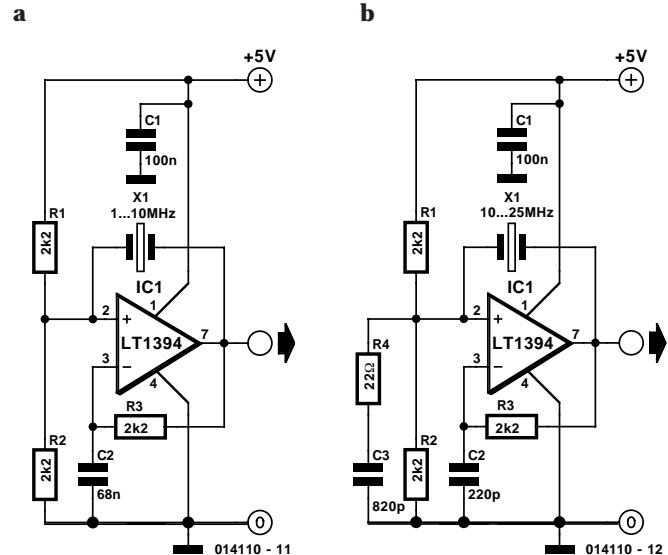 a
+5V
C1
100n
X1
1...10MHz
R1
2k2
IC1
1
2
+
7
LT1394
3
−
4
R3
2k2
R2
2k2
C2
68n
0
014110 - 11
b
+5V
C1
100n
X1
10...25MHz
R1
2k2
IC1
1
2
+
7
LT1394
R4
22Ω
3
−
4
R3
2k2
R2
2k2
C3
820p
C2
220p
0
014110 - 12